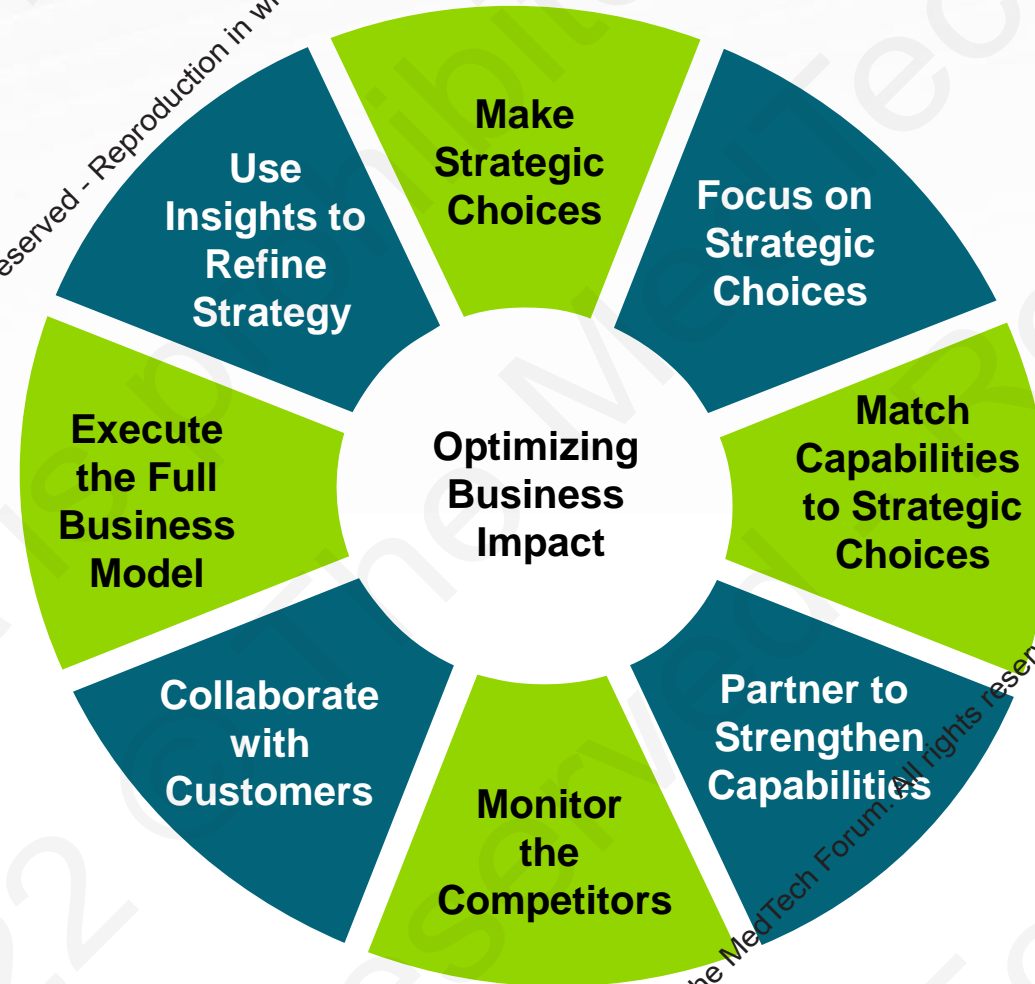 Make
Strategic
Choices
Focus on
Strategic
Choices
Match
Capabilities
to Strategic
Choices
Partner to
Strengthen
Capabilities
Monitor
the
Competitors
Collaborate
with
Customers
Execute
the Full
Business
Model
Use
Insights to
Refine
Strategy
Optimizing
Business
Impact
eserved - Reproduction in
he MedTech Forum. All rights